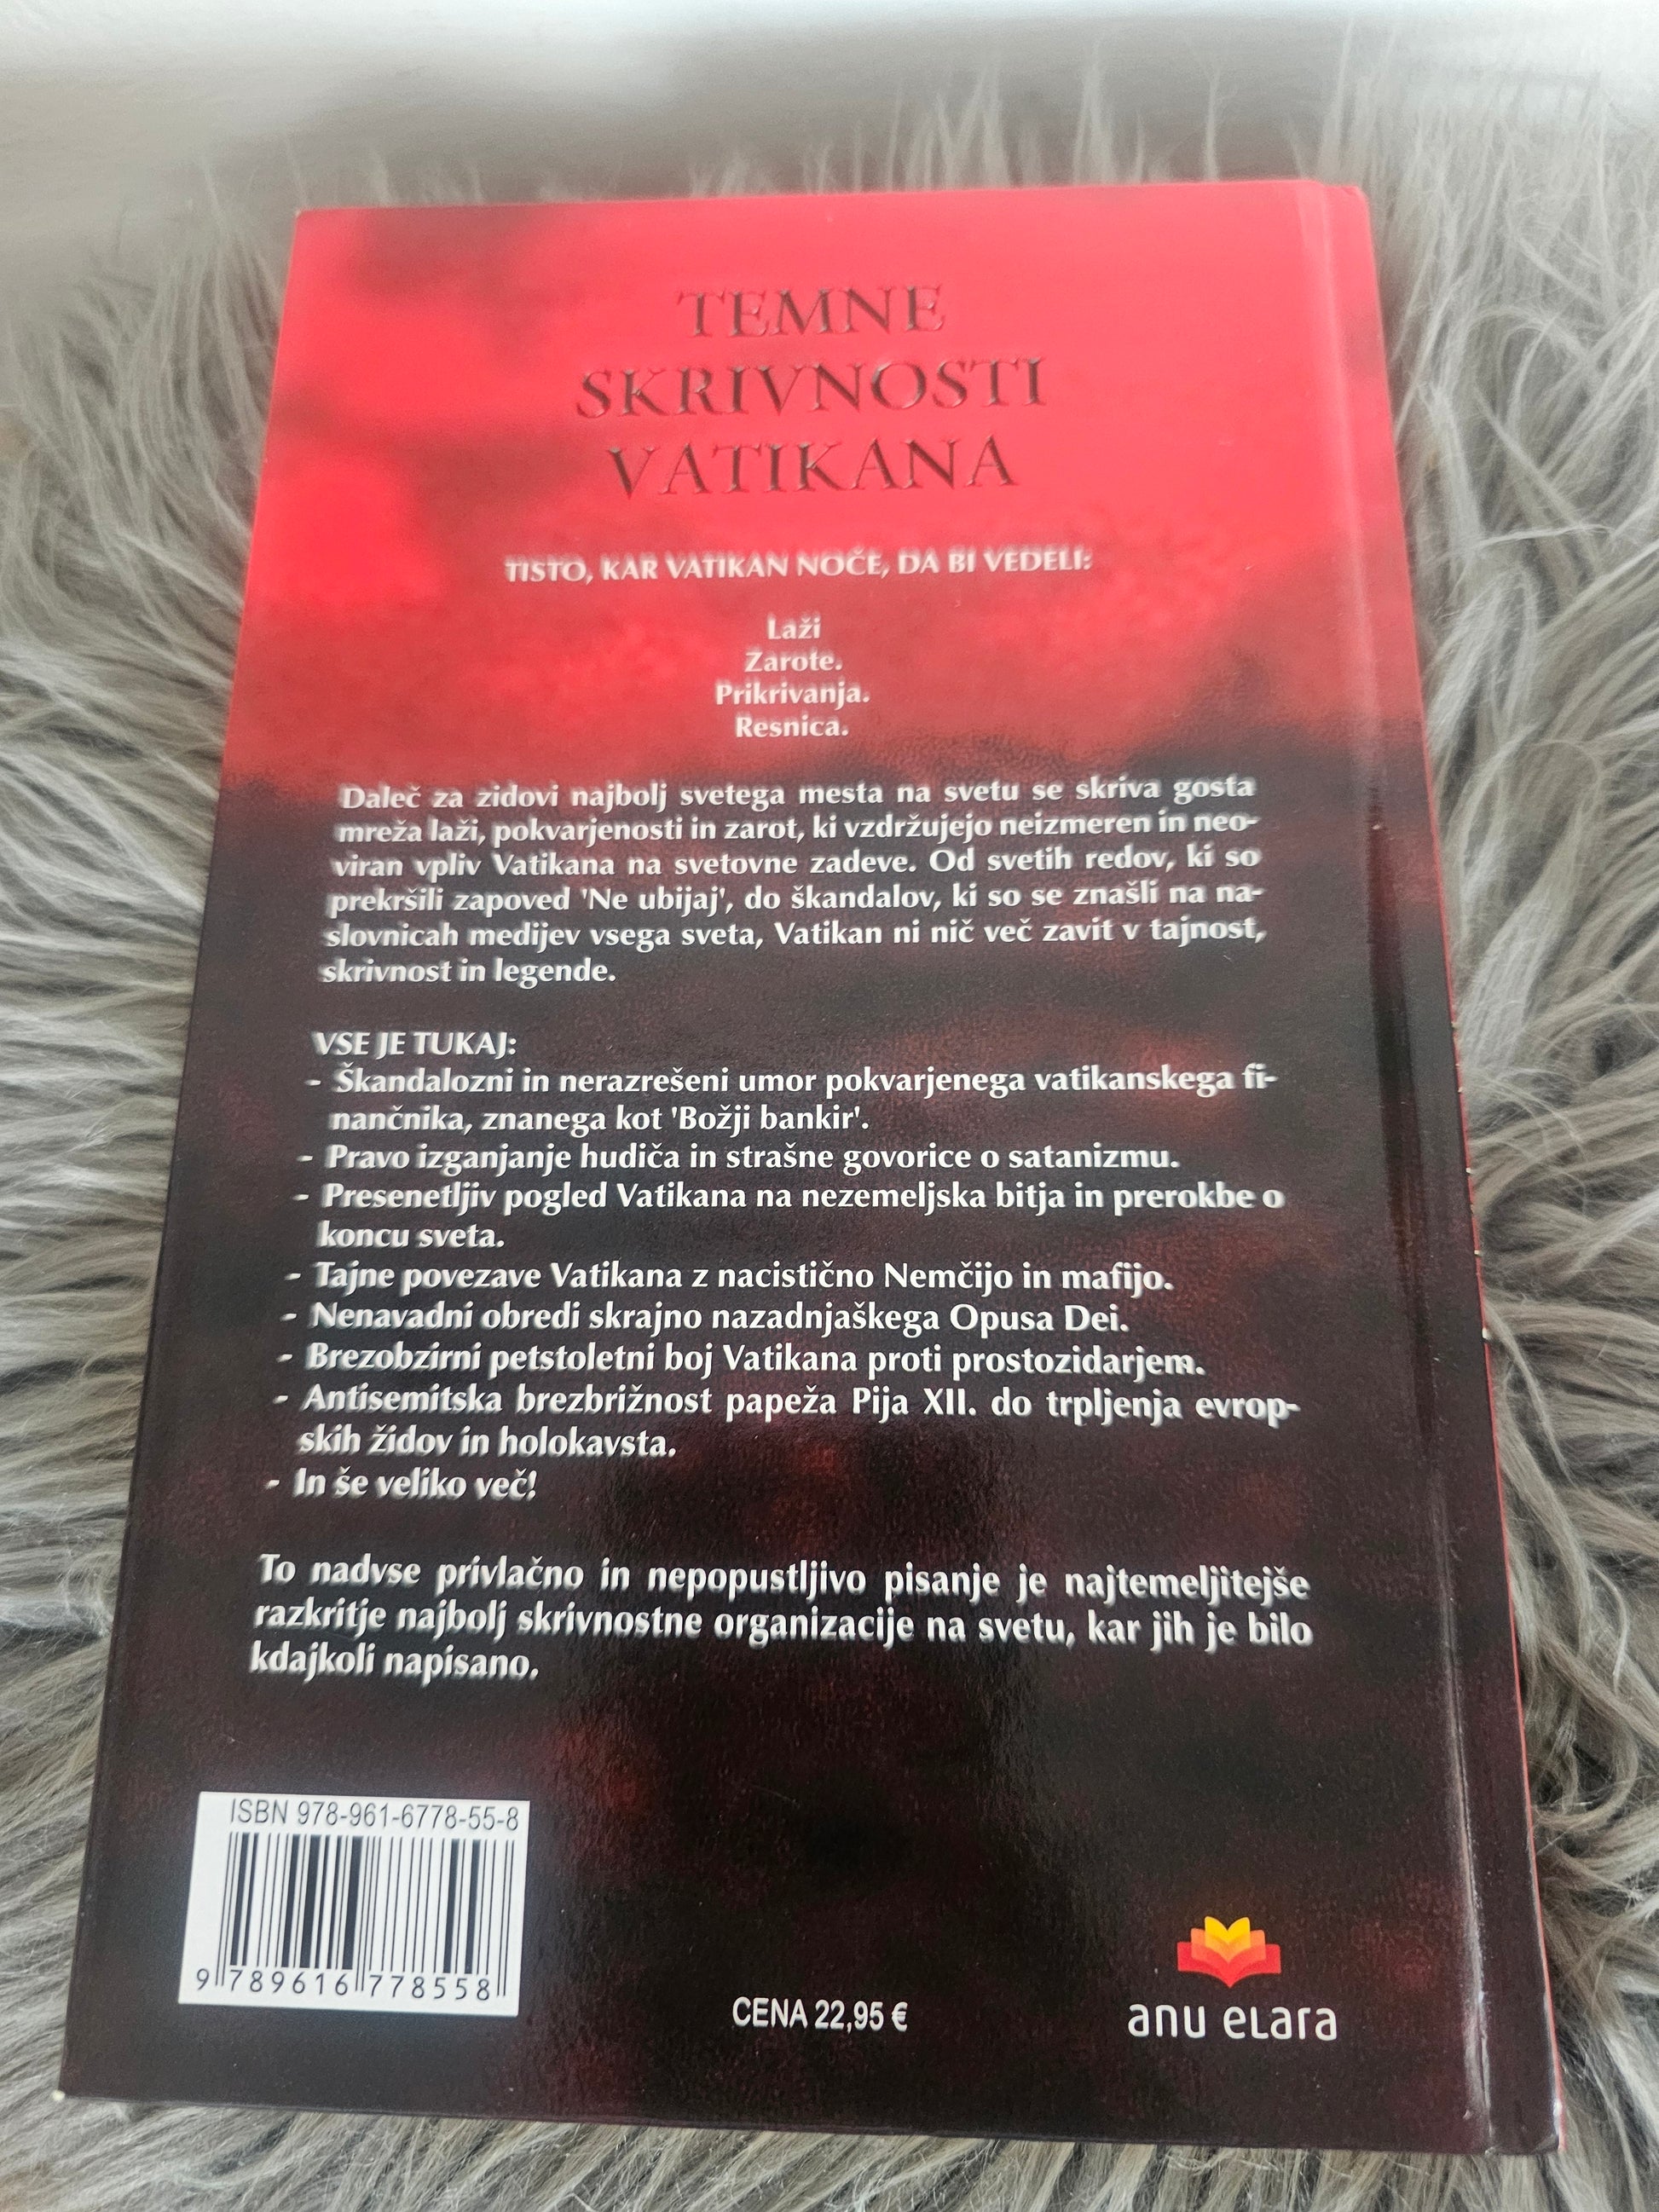 TEMNE
SKRIVNOSTI
VATIKANA
TISTO, KAR VATIKAN NOČE, DA BI VEDELI:
Laži
Zarote.
Prikrivanja.
Resnica.
Daleč za zidovi najbolj svetega mesta na svetu se skriva gosta
mreža laži, pokvarjenosti in zarot, ki vzdržujejo neizmeren in neo-
viran vpliv Vatikana na svetovne zadeve. Od svetih redov, ki so
prekršili zapoved 'Ne ubijaj', do škandalov, ki so se znašli na na-
slovnicah medijev vsega sveta, Vatikan ni nič več zavit v tajnost,
skrivnost in legende.
VSE JE TUKAJ:
- Škandalozni in nerazrešeni umor pokvarjenega vatikanskega fi-
nančnika, znanega kot 'Božji bankir'.
- Pravo izganjanje hudiča in strašne govorice o satanizmu.
- Presenetljiv pogled Vatikana na nezemeljska bitja in prerokbe o
koncu sveta.
- Tajne povezave Vatikana z nacistično Nemčijo in mafijo.
- Nenavadni obredi skrajno nazadnjaškega Opusa Dei.
- Brezobzirni petstoletni boj Vatikana proti prostozidarjem.
- Antisemitska brezbrižnost papeža Pija XII. do trpljenja evrop-
skih židov in holokavsta.
- In še veliko več!
To nadvse privlačno in nepopustljivo pisanje je najtemeljitejše
razkritje najbolj skrivnostne organizacije na svetu, kar jih je bilo
kdajkoli napisano.
ISBN 978-961-6778-55-8
9 789616 778558
CENA 22,95 €
anu eLara